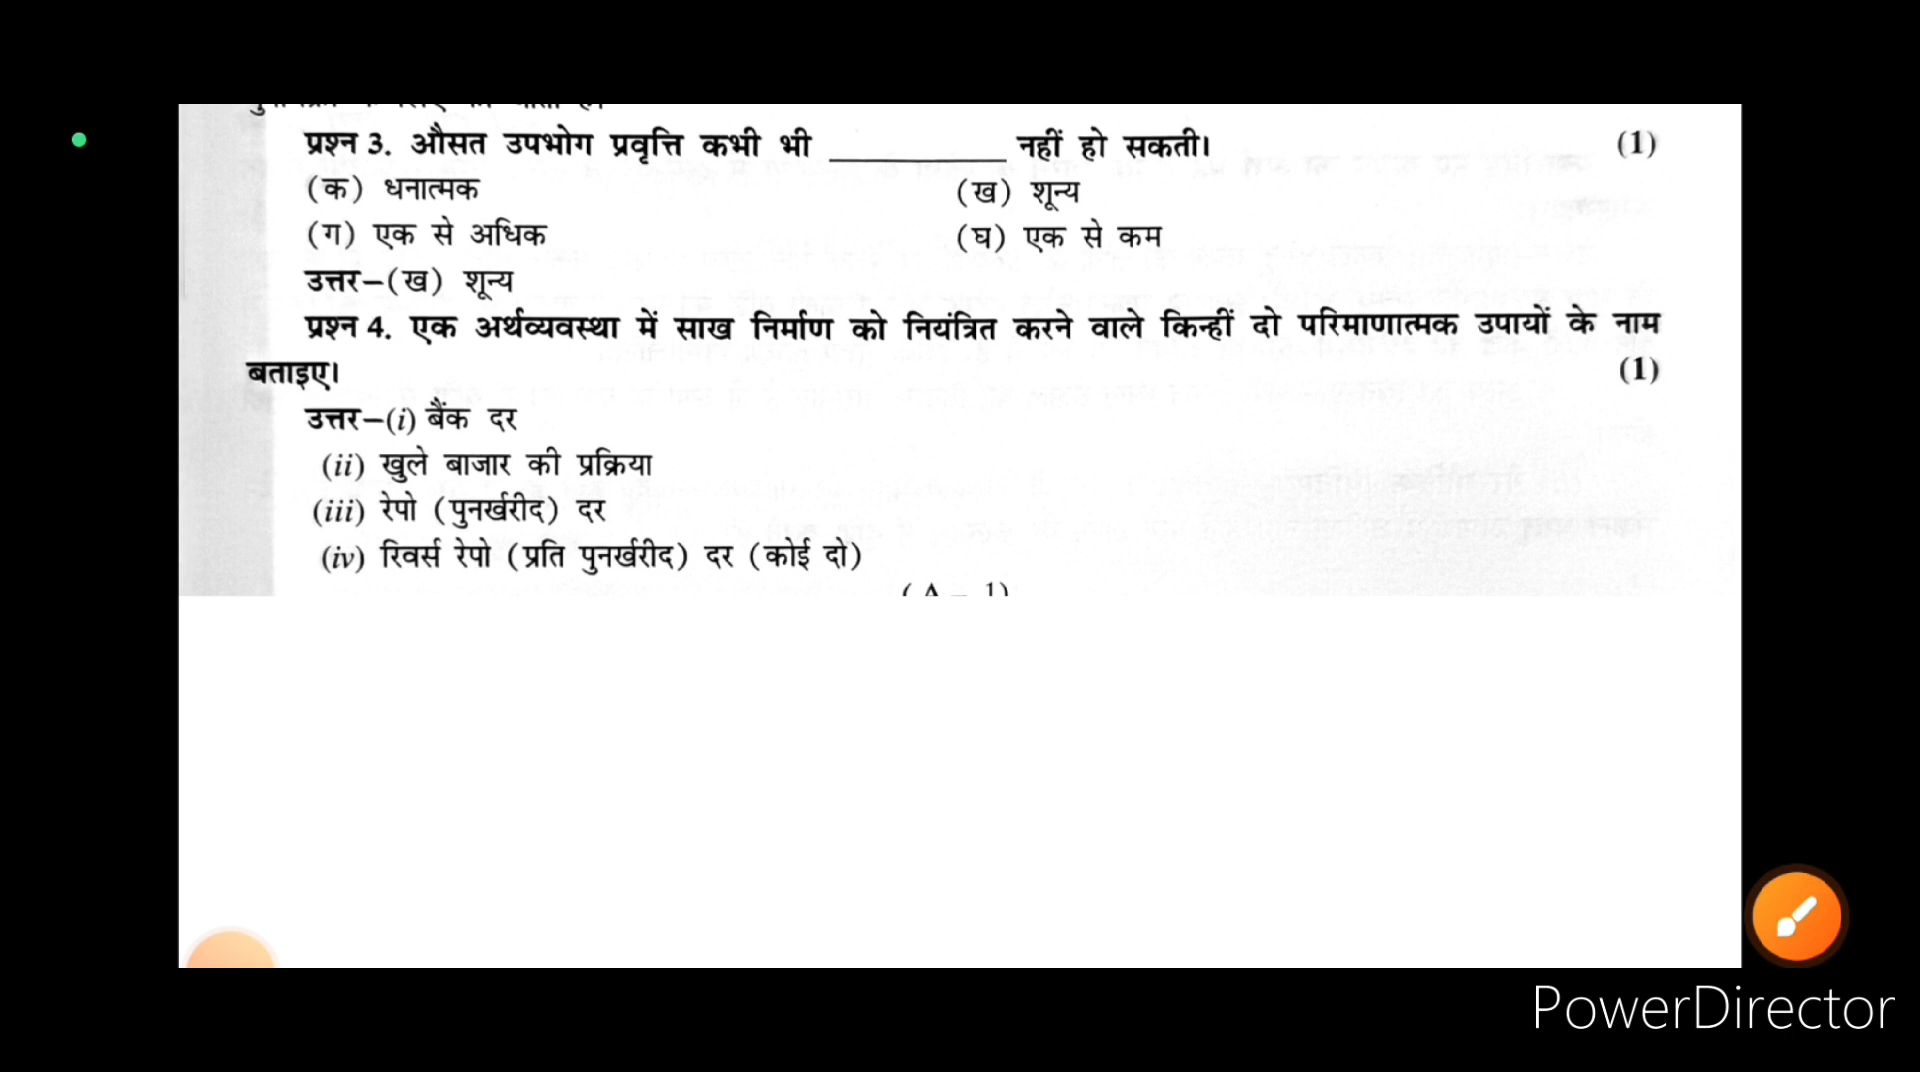 प्रश्न 3. औसत उपभोग प्रवृत्ति कभी भी ____________ नहीं हो सकती। (1)
(क) धनात्मक (ख) शून्य
(ग) एक से अधिक (घ) एक से कम
उत्तर–(ख) शून्य
प्रश्न 4. एक अर्थव्यवस्था में साख निर्माण को नियंत्रित करने वाले किन्हीं दो परिमाणात्मक उपायों के नाम
बताइए। (1)
उत्तर–(i) बैंक दर
(ii) खुले बाजार की प्रक्रिया
(iii) रेपो (पुनर्खरीद) दर
(iv) रिवर्स रेपो (प्रति पुनर्खरीद) दर (कोई दो)
PowerDirector